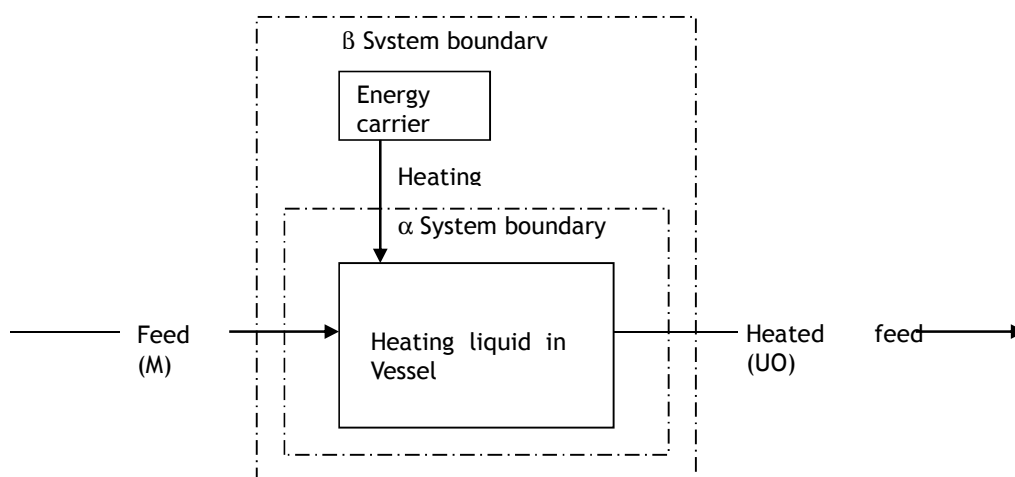 β System boundary
Energy
carrier
Heating
α System boundary
Feed
(M)
Heating liquid in
Vessel
Heated feed
(UO)